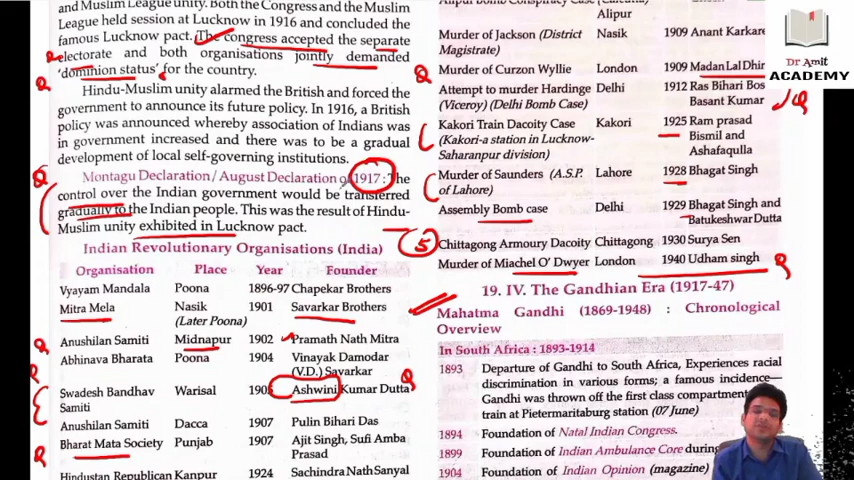 and Muslim League unity. Both the Congress and the Muslim
League held session at Lucknow in 1916 and concluded the
famous Lucknow pact. The congress accepted the separate
electorate and both organisations jointly demanded
'dominion status' for the country.
Hindu-Muslim unity alarmed the British and forced the
government to announce its future policy. In 1916, a British
policy was announced whereby association of Indians was
in government increased and there was to be a gradual
development of local self-governing institutions.
Montagu Declaration/August Declaration of 1917: The
control over the Indian government would be transferred
gradually to the Indian people. This was the result of Hindu-
Muslim unity exhibited in Lucknow pact.
Indian Revolutionary Organisations (India)
Organisation Place Year Founder
Vyayam Mandala Poona 1896-97 Chapekar Brothers
Mitra Mela Nasik 1901 Savarkar Brothers
(Later Poona)
Anushilan Samiti Midnapur 1902 Pramath Nath Mitra
Abhinava Bharata Poona 1904 Vinayak Damodar
(V.D.) Savarkar
Swadesh Bandhav Warisal 1905 Ashwini Kumar Dutta
Samiti
Anushilan Samiti Dacca 1907 Pulin Bihari Das
Bharat Mata Society Punjab 1907 Ajit Singh, Sufi Amba
Prasad
Hindustan Republican Kanpur 1924 Sachindra Nath Sanyal
Alipur Bomb Conspiracy Case (Calcutta)
Alipur
Murder of Jackson (District Nasik 1909 Anant Karkare
Magistrate)
Murder of Curzon Wyllie London 1909 Madan Lal Dhin
Attempt to murder Hardinge Delhi 1912 Ras Bihari Bos
(Viceroy) (Delhi Bomb Case) Basant Kumar
Kakori Train Dacoity Case Kakori 1925 Ram prasad
(Kakori-a station in Lucknow- Bismil and
Saharanpur division) Ashafaqulla
Murder of Saunders (A.S.P. Lahore 1928 Bhagat Singh
of Lahore)
Assembly Bomb case Delhi 1929 Bhagat Singh and
Batukeshwar Dutta
5 Chittagong Armoury Dacoity Chittagong 1930 Surya Sen
Murder of Miachel O' Dwyer London 1940 Udham singh
19. IV. The Gandhian Era (1917-47)
Mahatma Gandhi (1869-1948) : Chronological
Overview
In South Africa : 1893-1914
1893 Departure of Gandhi to South Africa, Experiences racial
discrimination in various forms; a famous incidence—
Gandhi was thrown off the first class compartment
train at Pietermaritaburg station (07 June)
1894 Foundation of Natal Indian Congress.
1899 Foundation of Indian Ambulance Core during
1904 Foundation of Indian Opinion (magazine)
Dr Amit
ACADEMY